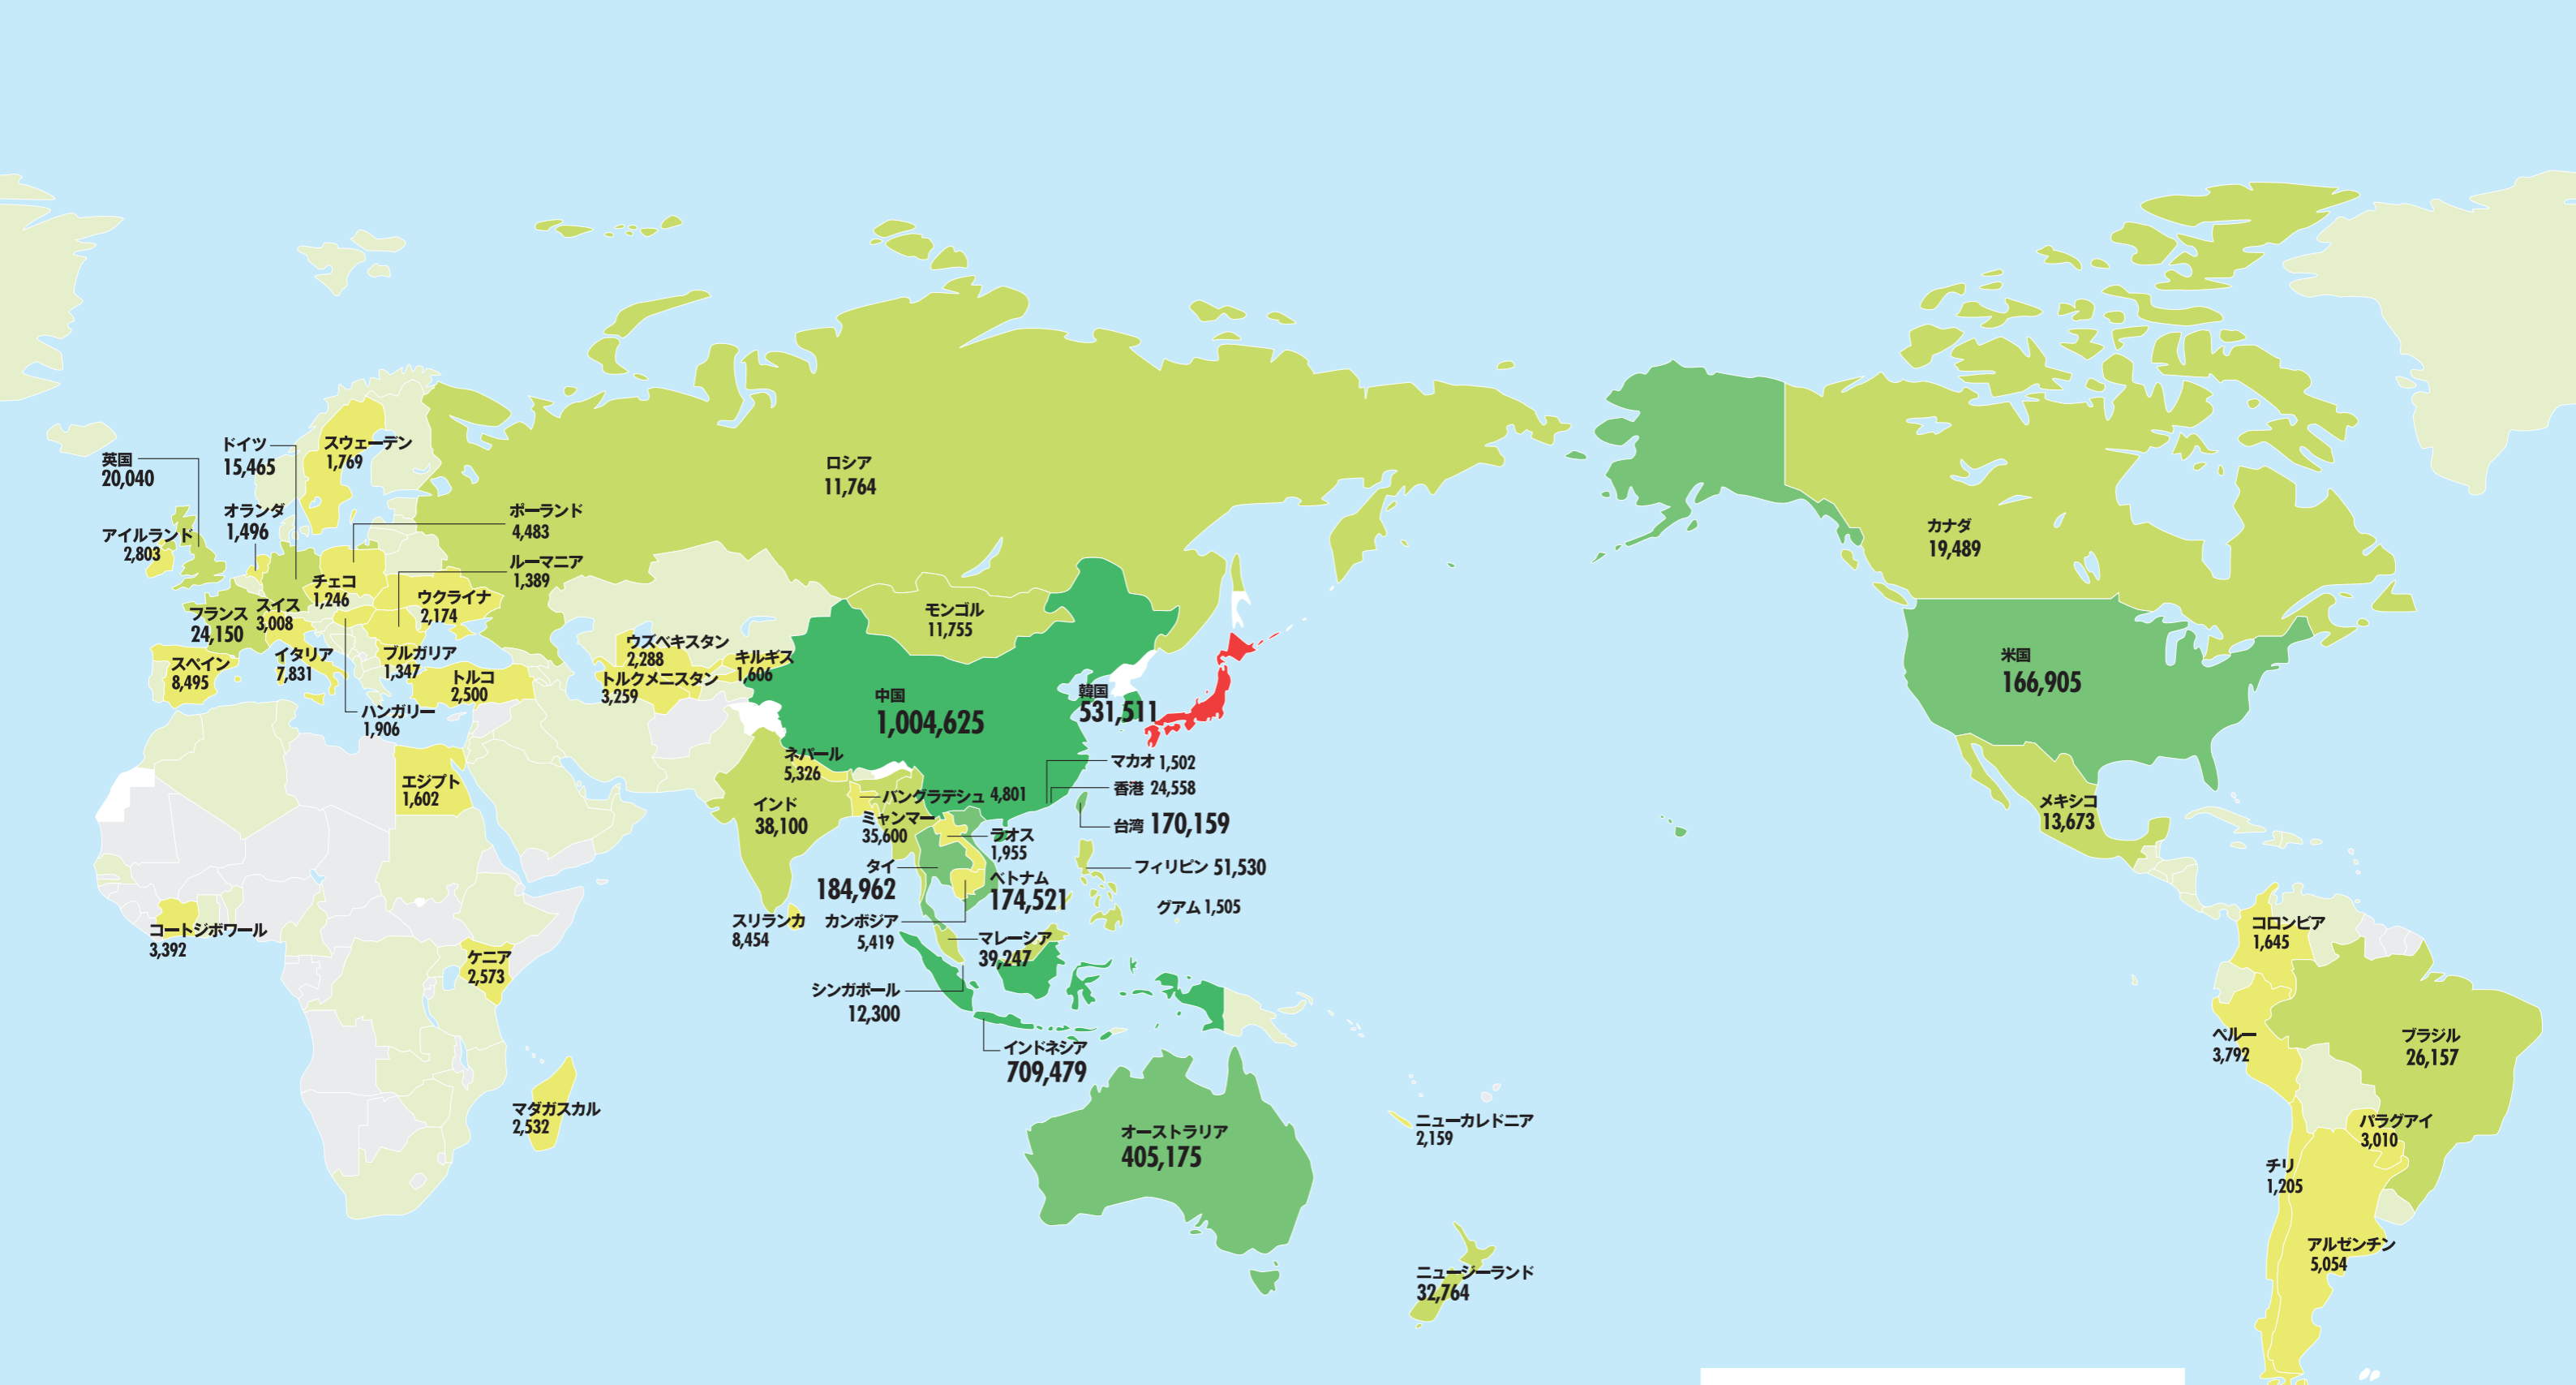 ドイツ
15,465
スウェーデン
1,769
英国
20,040
オランダ
1,496
アイルランド
2,803
ポーランド
4,483
ルーマニア
1,389
チェコ
1,246
ウクライナ
2,174
フランス
24,150
スイス
3,008
スペイン
8,495
イタリア
7,831
ブルガリア
1,347
トルコ
2,500
ハンガリー
1,906
ウズベキスタン
2,288
キルギス
1,606
トルクメニスタン
3,259
ロシア
11,764
モンゴル
11,755
中国
1,004,625
韓国
531,511
ネパール
5,326
インド
38,100
バングラデシュ 4,801
ミャンマー
35,600
マカオ 1,502
香港 24,558
台湾 170,159
ラオス
1,955
タイ
184,962
ベトナム
174,521
フィリピン 51,530
グアム 1,505
スリランカ
8,454
カンボジア
5,419
マレーシア
39,247
シンガポール
12,300
インドネシア
709,479
エジプト
1,602
コートジボワール
3,392
ケニア
2,573
マダガスカル
2,532
オーストラリア
405,175
ニューカレドニア
2,159
ニュージーランド
32,764
カナダ
19,489
米国
166,905
メキシコ
13,673
コロンビア
1,645
ペルー
3,792
ブラジル
26,157
パラグアイ
3,010
チリ
1,205
アルゼンチン
5,054